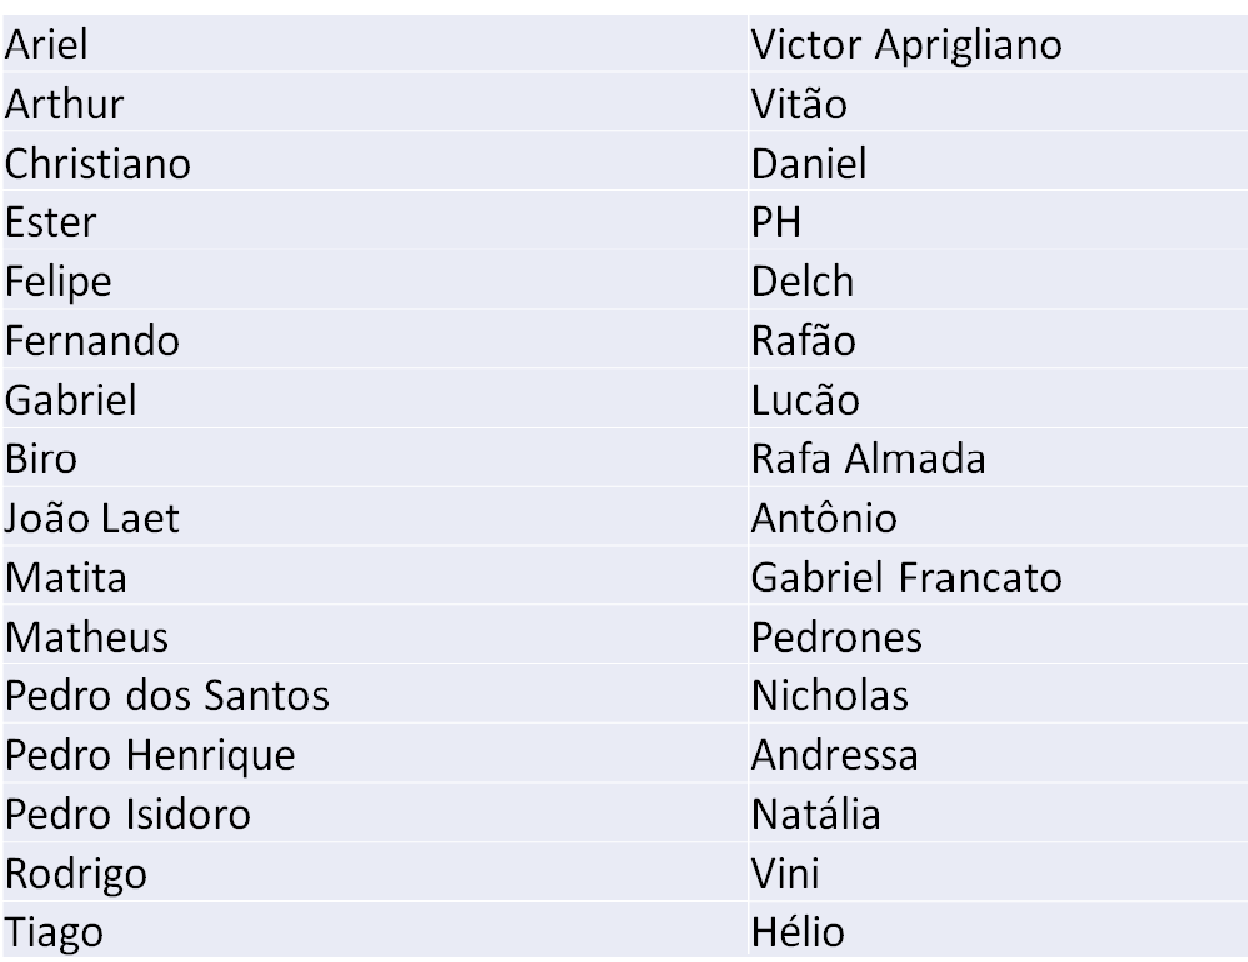 Ariel Victor Aprigliano
Arthur Vitão
Christiano Daniel
Ester PH
Felipe Delch
Fernando Rafão
Gabriel Lucão
Biro Rafa Almada
João Laet Antônio
Matita Gabriel Francato
Matheus Pedrones
Pedro dos Santos Nicholas
Pedro Henrique Andressa
Pedro Isidoro Natália
Rodrigo Vini
Tiago Hélio